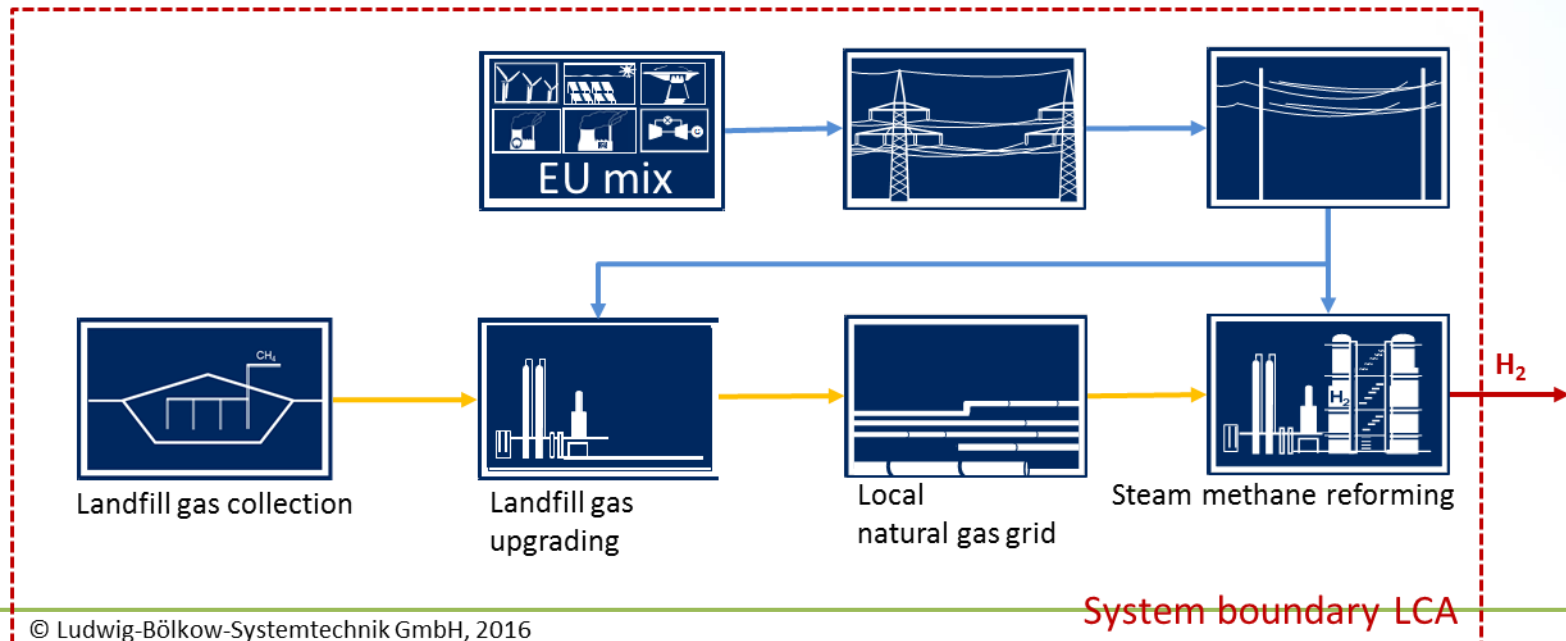 EU mix
CH₄
H₂
H₂
Landfill gas collection
Landfill gas
upgrading
Local
natural gas grid
Steam methane reforming
System boundary LCA
© Ludwig-Bölkow-Systemtechnik GmbH, 2016